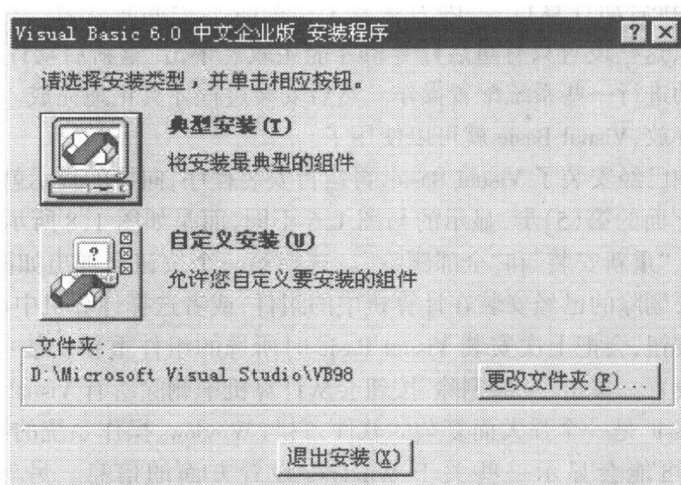 Visual Basic 6.0 中文企业版 安装程序
请选择安装类型，并单击相应按钮。
典型安装(T)
将安装最典型的组件
自定义安装(U)
允许您自定义要安装的组件
文件夹:
D:\Microsoft Visual Studio\VB98
更改文件夹(F)...
退出安装(X)